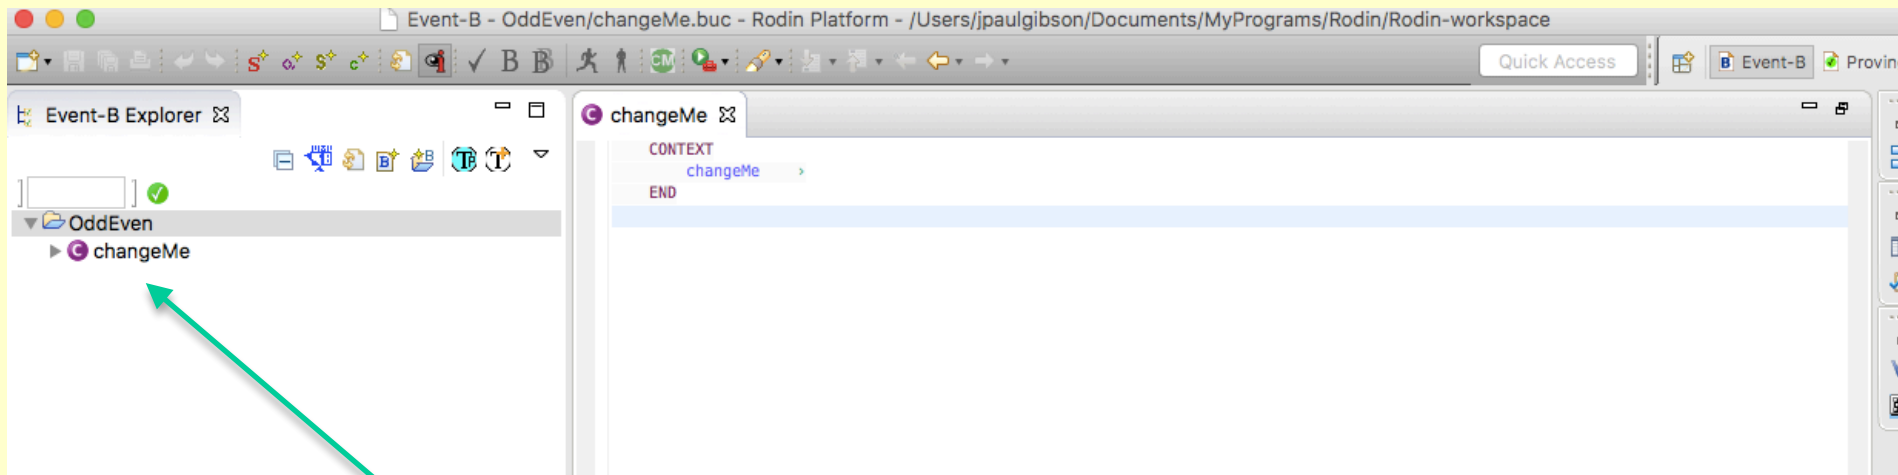 Event-B - OddEven/changeMe.buc - Rodin Platform - /Users/jpaulgibson/Documents/MyPrograms/Rodin/Rodin-workspace
Quick Access
Event-B
Event-B Explorer
OddEven
changeMe
changeMe
CONTEXT
changeMe
END